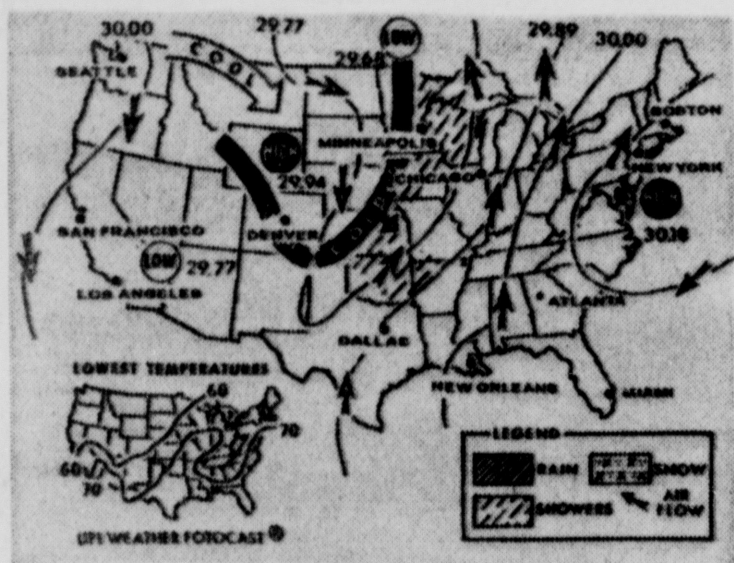 30.00
29.77
29.68
LOW
29.89
30.00
COOL
SEATTLE
BOSTON
MINNEAPOLIS
NEW YORK
CHICAGO
29.94
30.18
SAN FRANCISCO
DENVER
COLD
LOW 29.77
LOS ANGELES
ATLANTA
DALLAS
NEW ORLEANS
MIAMI
LOWEST TEMPERATURES
60
70
60
70
LEGEND
RAIN
SNOW
SHOWERS
AIR FLOW
UPI WEATHER FOTOCAST ®